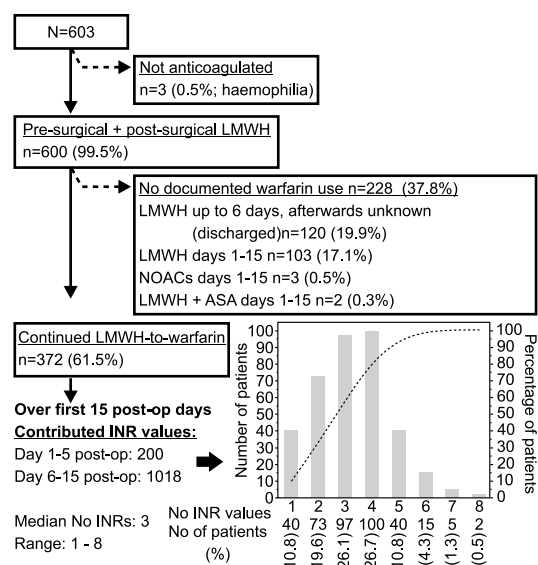 N=603
Not anticoagulated
n=3 (0.5%; haemophilia)
Pre-surgical + post-surgical LMWH
n=600 (99.5%)
No documented warfarin use n=228 (37.8%)
LMWH up to 6 days, afterwards unknown
(discharged)n=120 (19.9%)
LMWH days 1-15 n=103 (17.1%)
NOACs days 1-15 n=3 (0.5%)
LMWH + ASA days 1-15 n=2 (0.3%)
Continued LMWH-to-warfarin
n=372 (61.5%)
Over first 15 post-op days
Contributed INR values:
Day 1-5 post-op: 200
Day 6-15 post-op: 1018
Median No INRs: 3
Range: 1 - 8
Number of patients
100
90
80
70
60
50
40
30
20
10
0
Percentage of patients
100
90
80
70
60
50
40
30
20
10
0
No INR values 1 2 3 4 5 6 7 8
No of patients 40 73 97 100 40 15 5 2
(%) (10.8) (19.6) (26.1) (26.7) (10.8) (4.3) (1.3) (0.5)